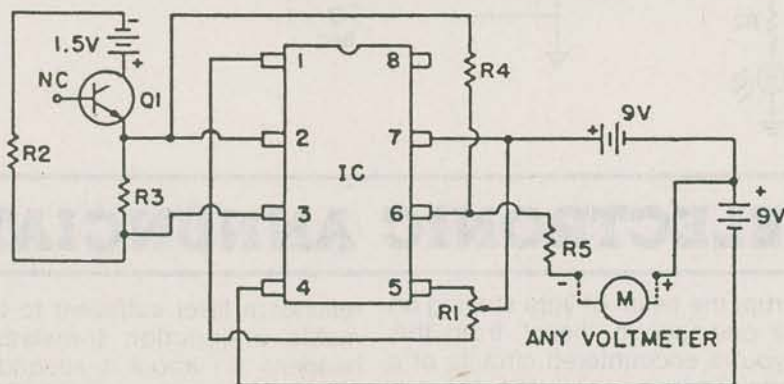 -
1.5V
+
NC
Q1
R2
R3
1
2
3
4
IC
8
7
6
5
R4
R1
R5
+
9V
+
9V
-
M
+
ANY VOLTMETER